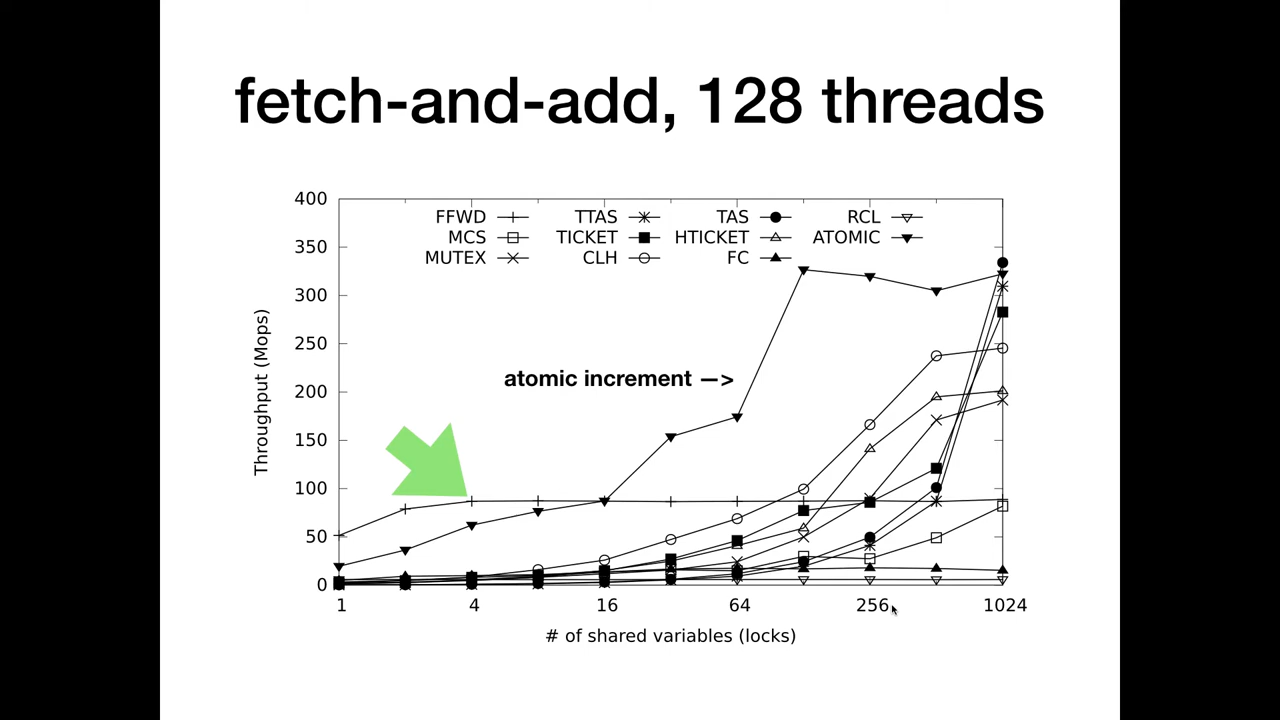 fetch-and-add, 128 threads
400
350
300
250
200
150
100
50
0
Throughput (Mops)
FFWD TTAS TAS RCL
MCS TICKET HTICKET ATOMIC
MUTEX CLH FC
atomic increment —>
1 4 16 64 256 1024
# of shared variables (locks)